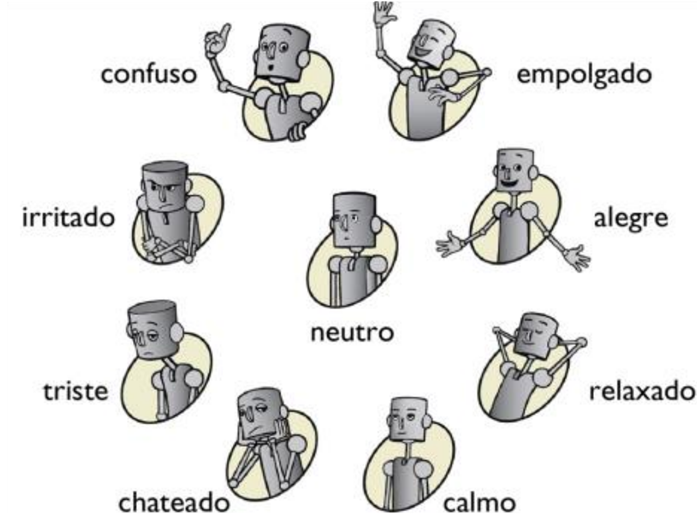 confuso
empolgado
irritado
alegre
neutro
triste
relaxado
chateado
calmo